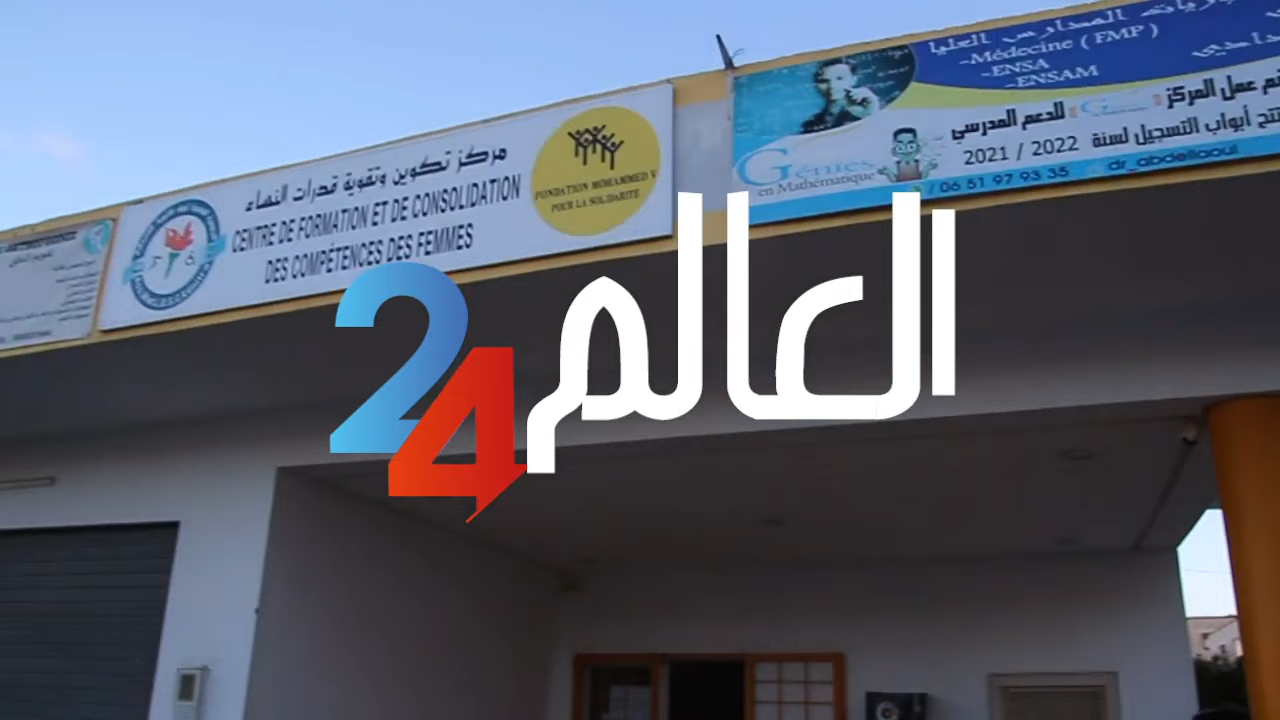 مركز تكوين وتقوية قدرات النساء
CENTRE DE FORMATION ET DE CONSOLIDATION
DES COMPÉTENCES DES FEMMES
FONDATION MOHAMMED V
POUR LA SOLIDARITÉ
المدارس العليا
-Médecine ( FMP )
-ENSA
-ENSAM
عمل المركز
للدعم المدرسي
أبواب التسجيل لسنة 2022 / 2021
Génies
en Mathématique
06 51 97 93 35
dr_abdellaoui
العالم
24